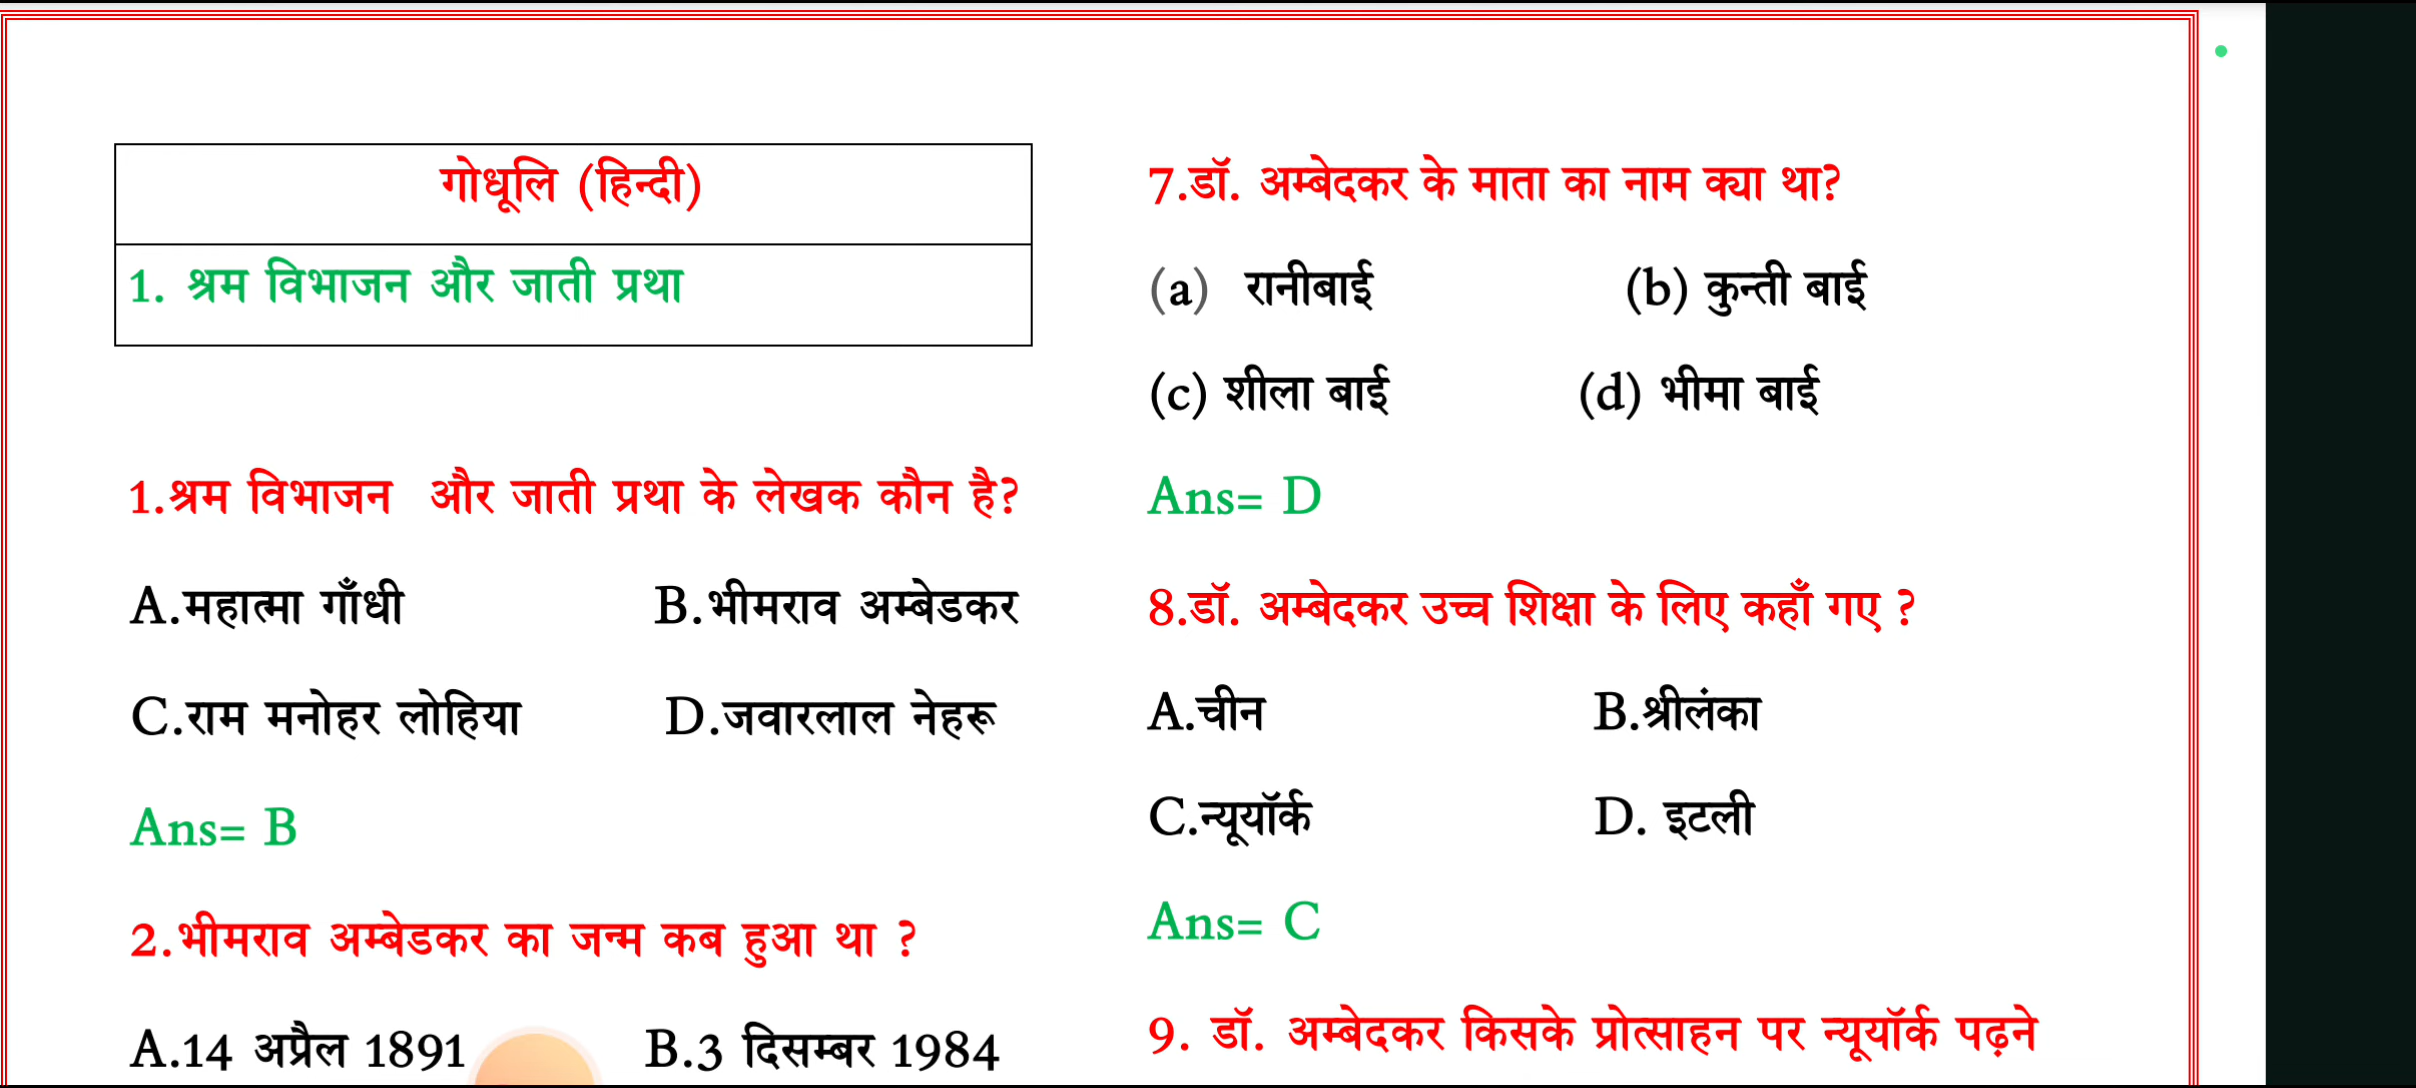 गोधूलि (हिन्दी)
1. श्रम विभाजन और जाती प्रथा
1.श्रम विभाजन और जाती प्रथा के लेखक कौन है?
A.महात्मा गाँधी B.भीमराव अम्बेडकर
C.राम मनोहर लोहिया D.जवारलाल नेहरू
Ans= B
2.भीमराव अम्बेडकर का जन्म कब हुआ था ?
A.14 अप्रैल 1891 B.3 दिसम्बर 1984
7.डॉ. अम्बेदकर के माता का नाम क्या था?
(a) रानीबाई (b) कुन्ती बाई
(c) शीला बाई (d) भीमा बाई
Ans= D
8.डॉ. अम्बेदकर उच्च शिक्षा के लिए कहाँ गए ?
A.चीन B.श्रीलंका
C.न्यूयॉर्क D. इटली
Ans= C
9. डॉ. अम्बेदकर किसके प्रोत्साहन पर न्यूयॉर्क पढ़ने